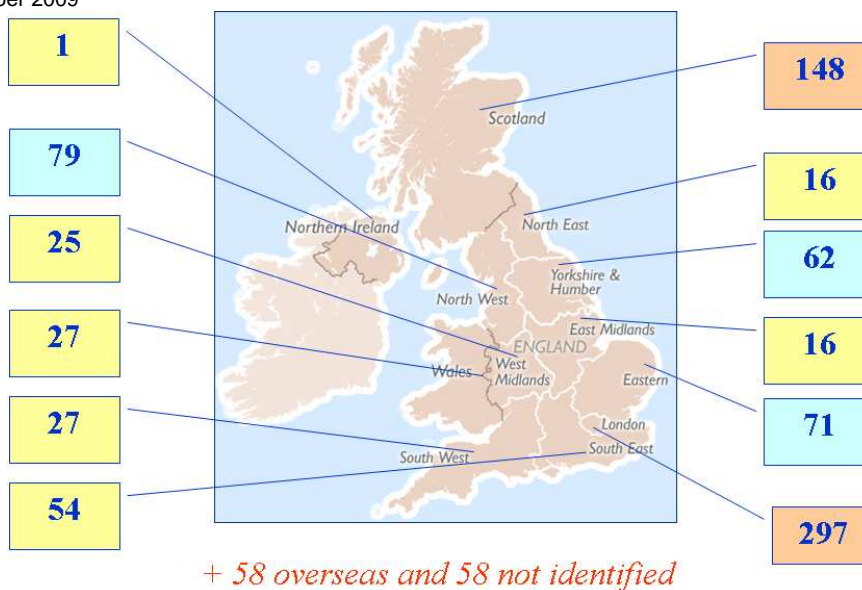 2009
1
148
Scotland
79
16
Northern Ireland
North East
25
62
Yorkshire &
Humber
North West
27
East Midlands
16
ENGLAND
Wales
West
Midlands
Eastern
27
71
London
South West
South East
54
297
+ 58 overseas and 58 not identified